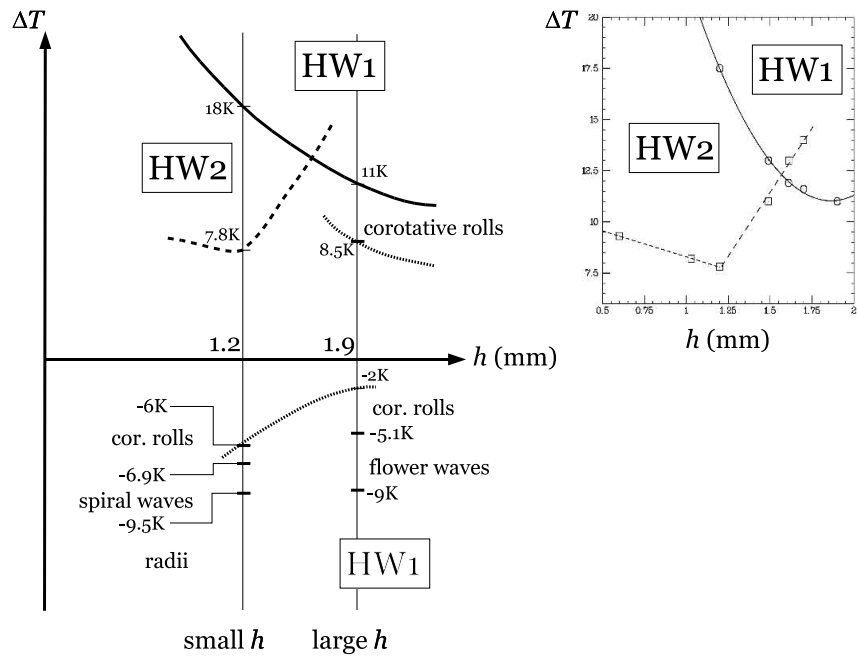 ΔT
HW1
18K
HW2
11K
7.8K
corotative rolls
8.5K
1.2
1.9
h (mm)
-2K
-6K
cor. rolls
cor. rolls
-5.1K
-6.9K
flower waves
spiral waves
-9K
-9.5K
radii
HW1
small h
large h
ΔT
20
17.5
15
12.5
10
7.5
HW1
HW2
0.5
0.75
1
1.25
1.5
1.75
2
h (mm)